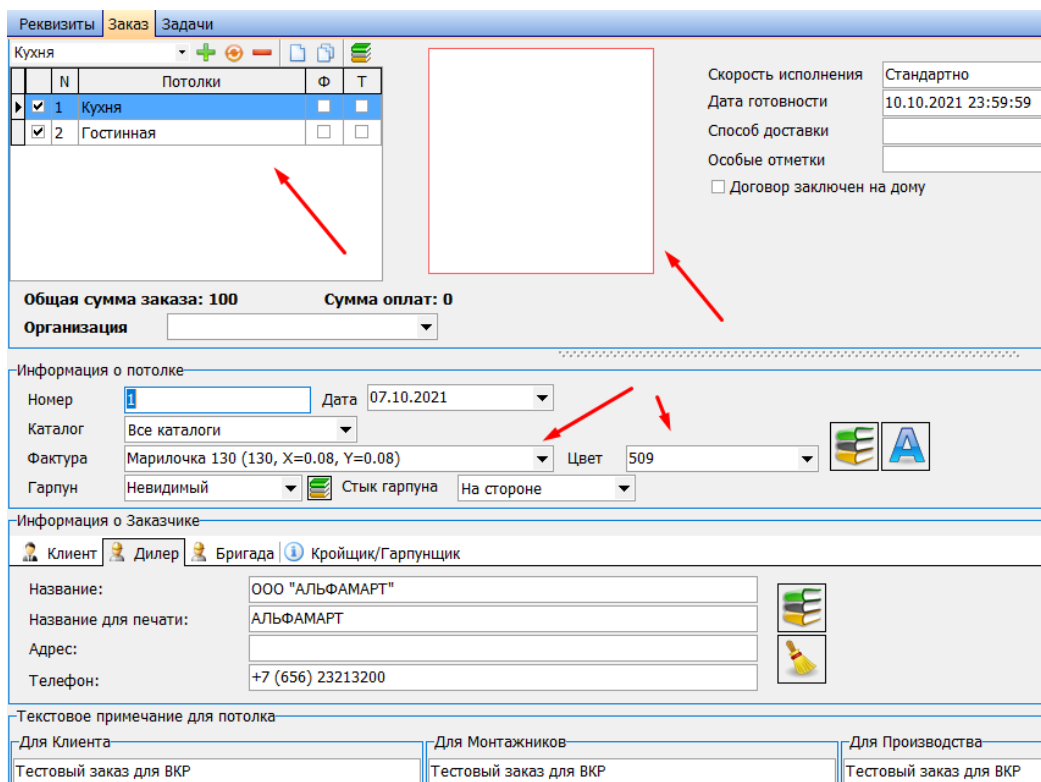 Реквизиты Заказ Задачи
Кухня
N Потолки Ф Т
1 Кухня
2 Гостинная
Скорость исполнения Стандартно
Дата готовности 10.10.2021 23:59:59
Способ доставки
Особые отметки
Договор заключен на дому
Общая сумма заказа: 100 Сумма оплат: 0
Организация
Информация о потолке
Номер 1 Дата 07.10.2021
Каталог Все каталоги
Фактура Марилочка 130 (130, X=0.08, Y=0.08) Цвет 509
Гарпун Невидимый Стык гарпуна На стороне
Информация о Заказчике
Клиент Дилер Бригада Кройщик/Гарпунщик
Название: ООО "АЛЬФАМАРТ"
Название для печати: АЛЬФАМАРТ
Адрес:
Телефон: +7 (656) 23213200
Текстовое примечание для потолка
Для Клиента Для Монтажников Для Производства
Тестовый заказ для ВКР Тестовый заказ для ВКР Тестовый заказ для ВКР